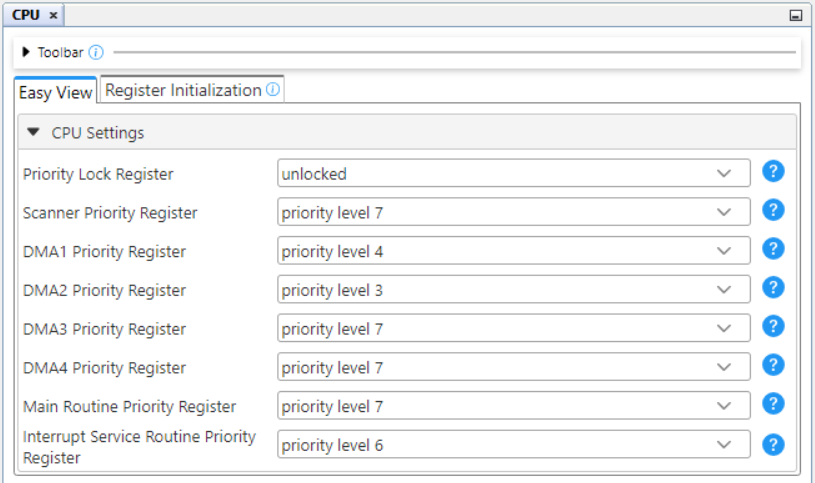 CPU
Toolbar
Easy View
Register Initialization
CPU Settings
Priority Lock Register
unlocked
Scanner Priority Register
priority level 7
DMA1 Priority Register
priority level 4
DMA2 Priority Register
priority level 3
DMA3 Priority Register
priority level 7
DMA4 Priority Register
priority level 7
Main Routine Priority Register
priority level 7
Interrupt Service Routine Priority
Register
priority level 6